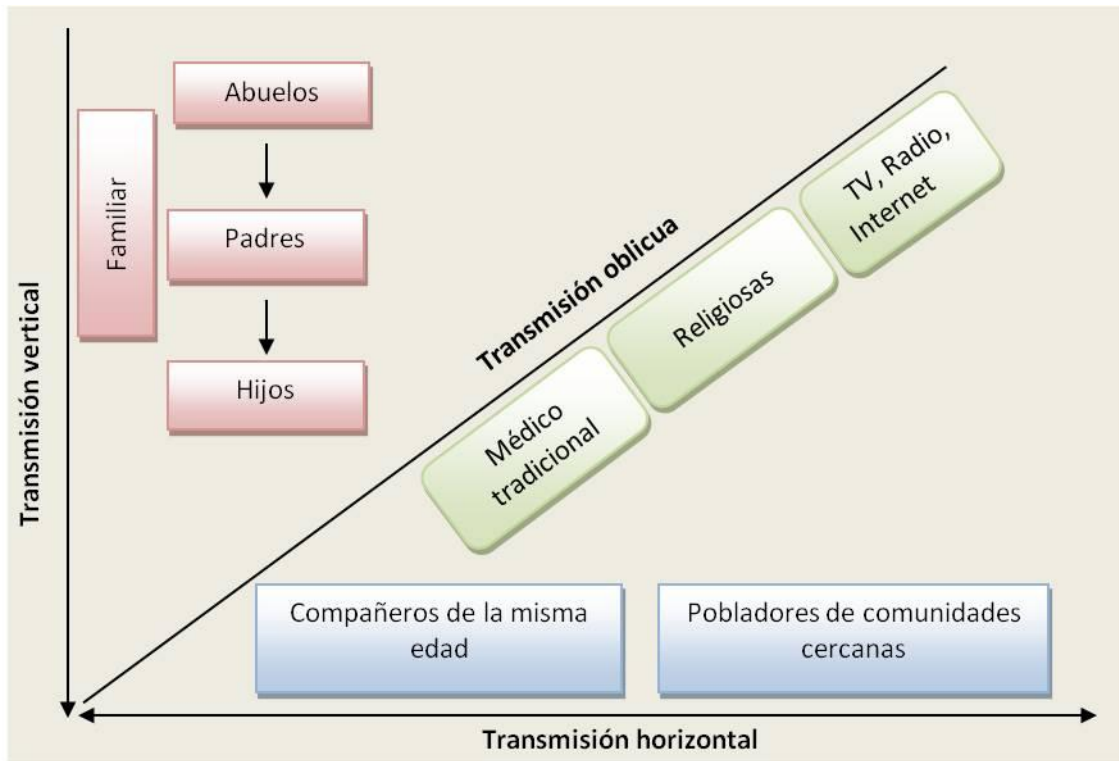 Transmisión vertical
Familiar
Abuelos
Padres
Hijos
Transmisión oblicua
Médico
tradicional
Religiosas
TV, Radio,
Internet
Compañeros de la misma
edad
Pobladores de comunidades
cercanas
Transmisión horizontal